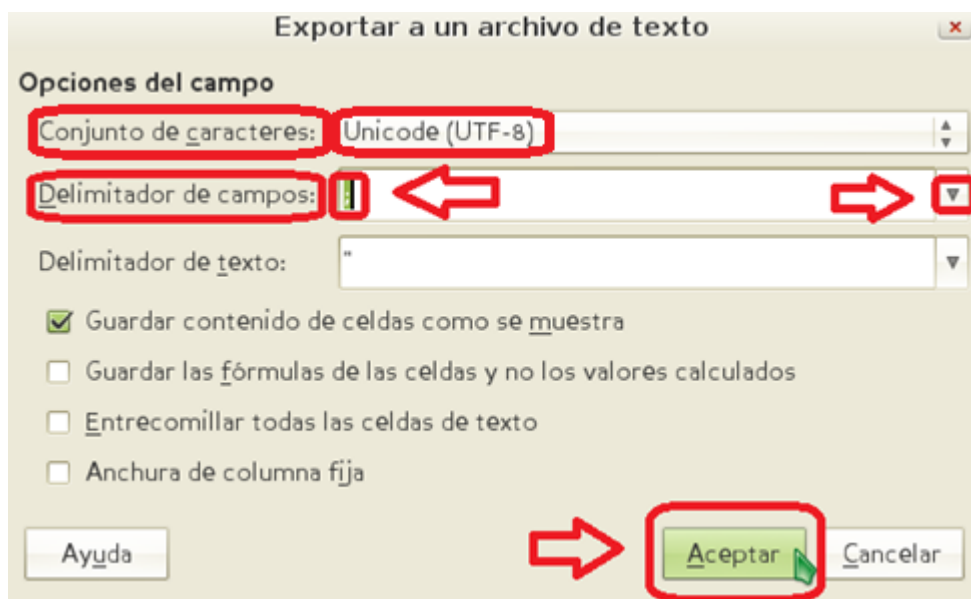 Exportar a un archivo de texto
Opciones del campo
Conjunto de caracteres: Unicode (UTF-8)
Delimitador de campos:
Delimitador de texto: "
Guardar contenido de celdas como se muestra
Guardar las fórmulas de las celdas y no los valores calculados
Entrecomillar todas las celdas de texto
Anchura de columna fija
Ayuda Aceptar Cancelar